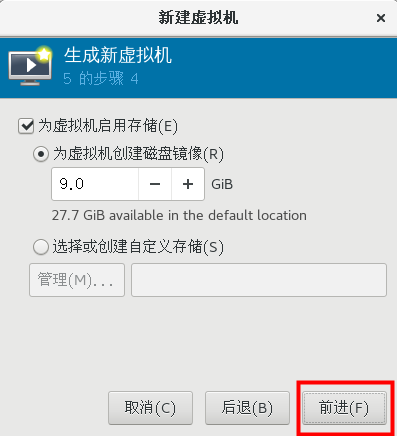 新建虚拟机
生成新虚拟机
5 的步骤 4
为虚拟机启用存储(E)
为虚拟机创建磁盘镜像(R)
9.0 − + GiB
27.7 GiB available in the default location
选择或创建自定义存储(S)
管理(M)...
取消(C) 后退(B) 前进(F)